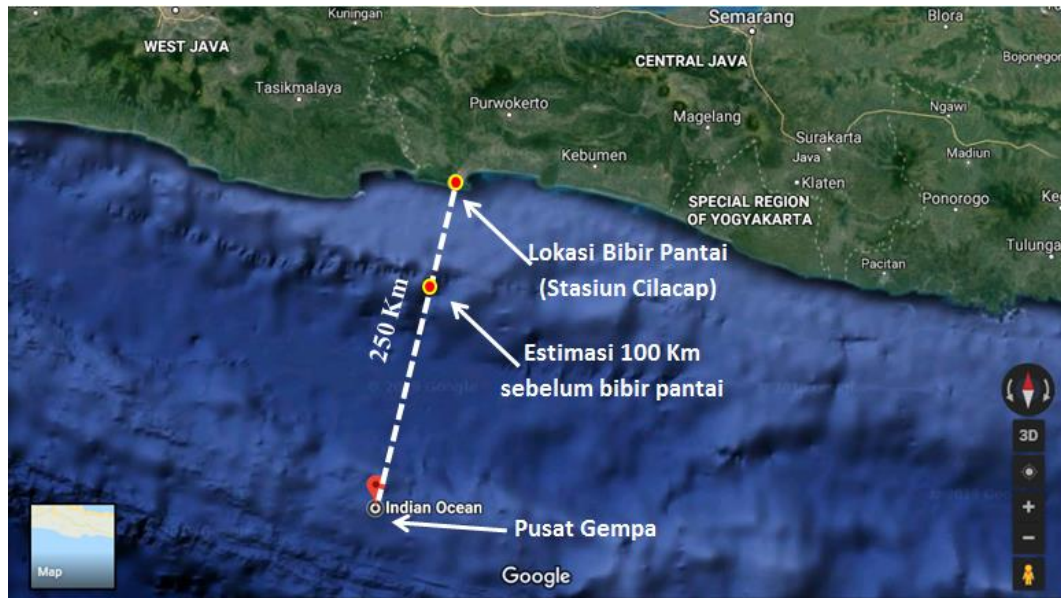 Kuningan
Semarang
Blora
WEST JAVA
CENTRAL JAVA
Bojonegor
Tasikmalaya
Purwokerto
Magelang
Ngawi
Surakarta
Java
Madiun
Kebumen
Klaten
SPECIAL REGION
OF YOGYAKARTA
Ponorogo
Ke
Lokasi Bibir Pantai
(Stasiun Cilacap)
Tulunga
Pacitan
250 Km
Estimasi 100 Km
sebelum bibir pantai
3D
Indian Ocean
Pusat Gempa
Map
Google